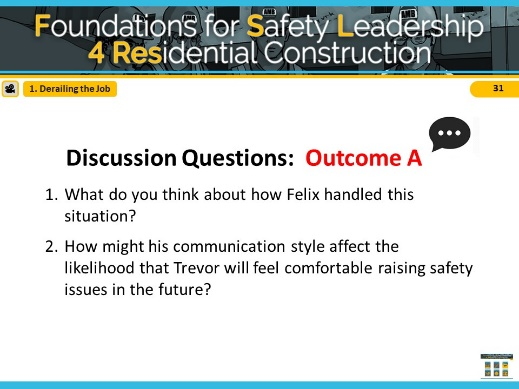 Foundations for Safety Leadership
4 Residential Construction
1. Derailing the Job
31
Discussion Questions: Outcome A
1. What do you think about how Felix handled this
situation?
2. How might his communication style affect the
likelihood that Trevor will feel comfortable raising safety
issues in the future?